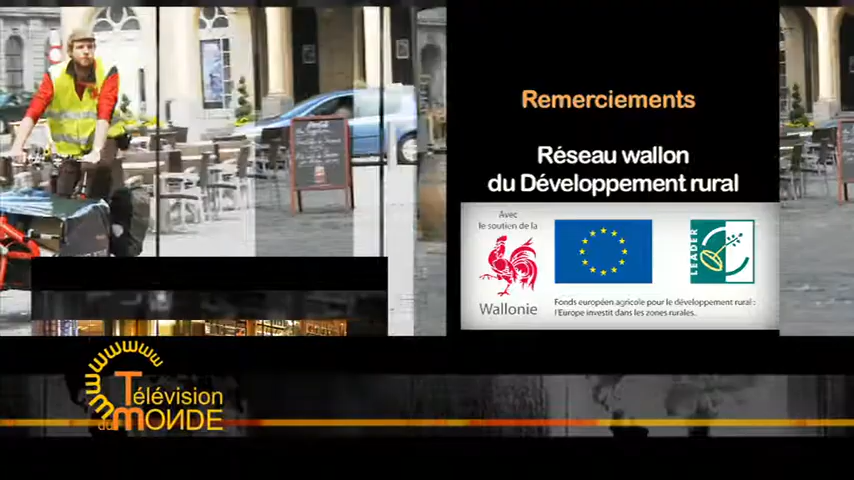 Remerciements
Réseau wallon
du Développement rural
Avec
le soutien de la
Wallonie
LEADER
Fonds européen agricole pour le développement rural :
l'Europe investit dans les zones rurales.
Télévision
du MONDE